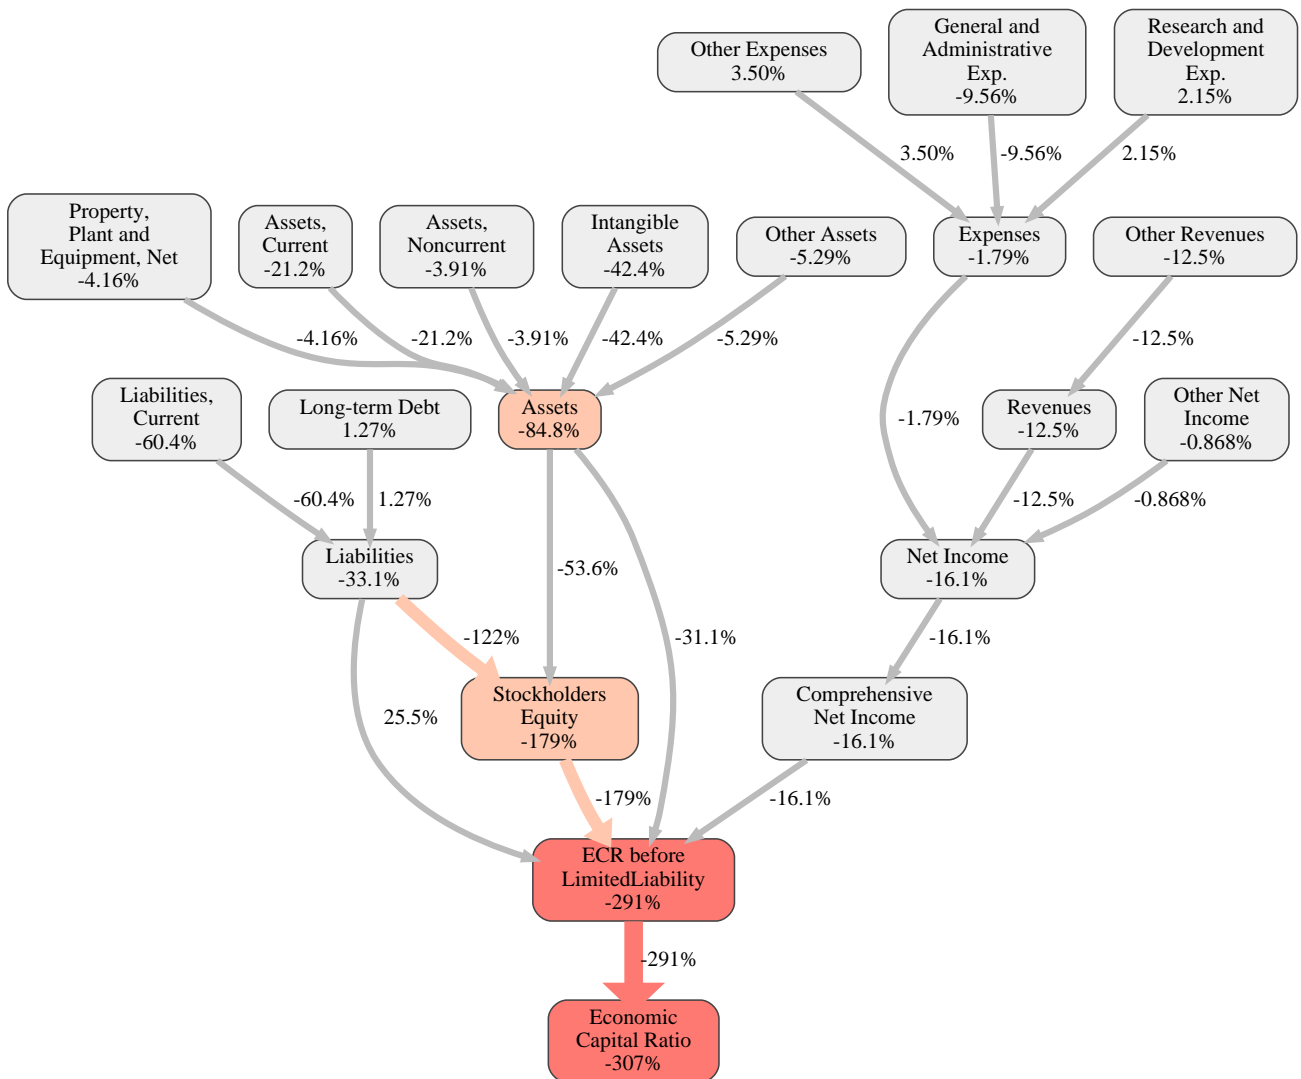 Other Expenses
3.50%
General and
Administrative
Exp.
-9.56%
Research and
Development
Exp.
2.15%
3.50%
-9.56%
2.15%
Property,
Plant and
Equipment, Net
-4.16%
Assets,
Current
-21.2%
Assets,
Noncurrent
-3.91%
Intangible
Assets
-42.4%
Other Assets
-5.29%
Expenses
-1.79%
Other Revenues
-12.5%
-4.16%
-21.2%
-3.91%
-42.4%
-5.29%
-12.5%
Liabilities,
Current
-60.4%
Long-term Debt
1.27%
Assets
-84.8%
-1.79%
Revenues
-12.5%
Other Net
Income
-0.868%
-60.4%
1.27%
-12.5%
-0.868%
Liabilities
-33.1%
-53.6%
Net Income
-16.1%
-122%
-31.1%
-16.1%
25.5%
Stockholders
Equity
-179%
Comprehensive
Net Income
-16.1%
-179%
-16.1%
ECR before
LimitedLiability
-291%
-291%
Economic
Capital Ratio
-307%